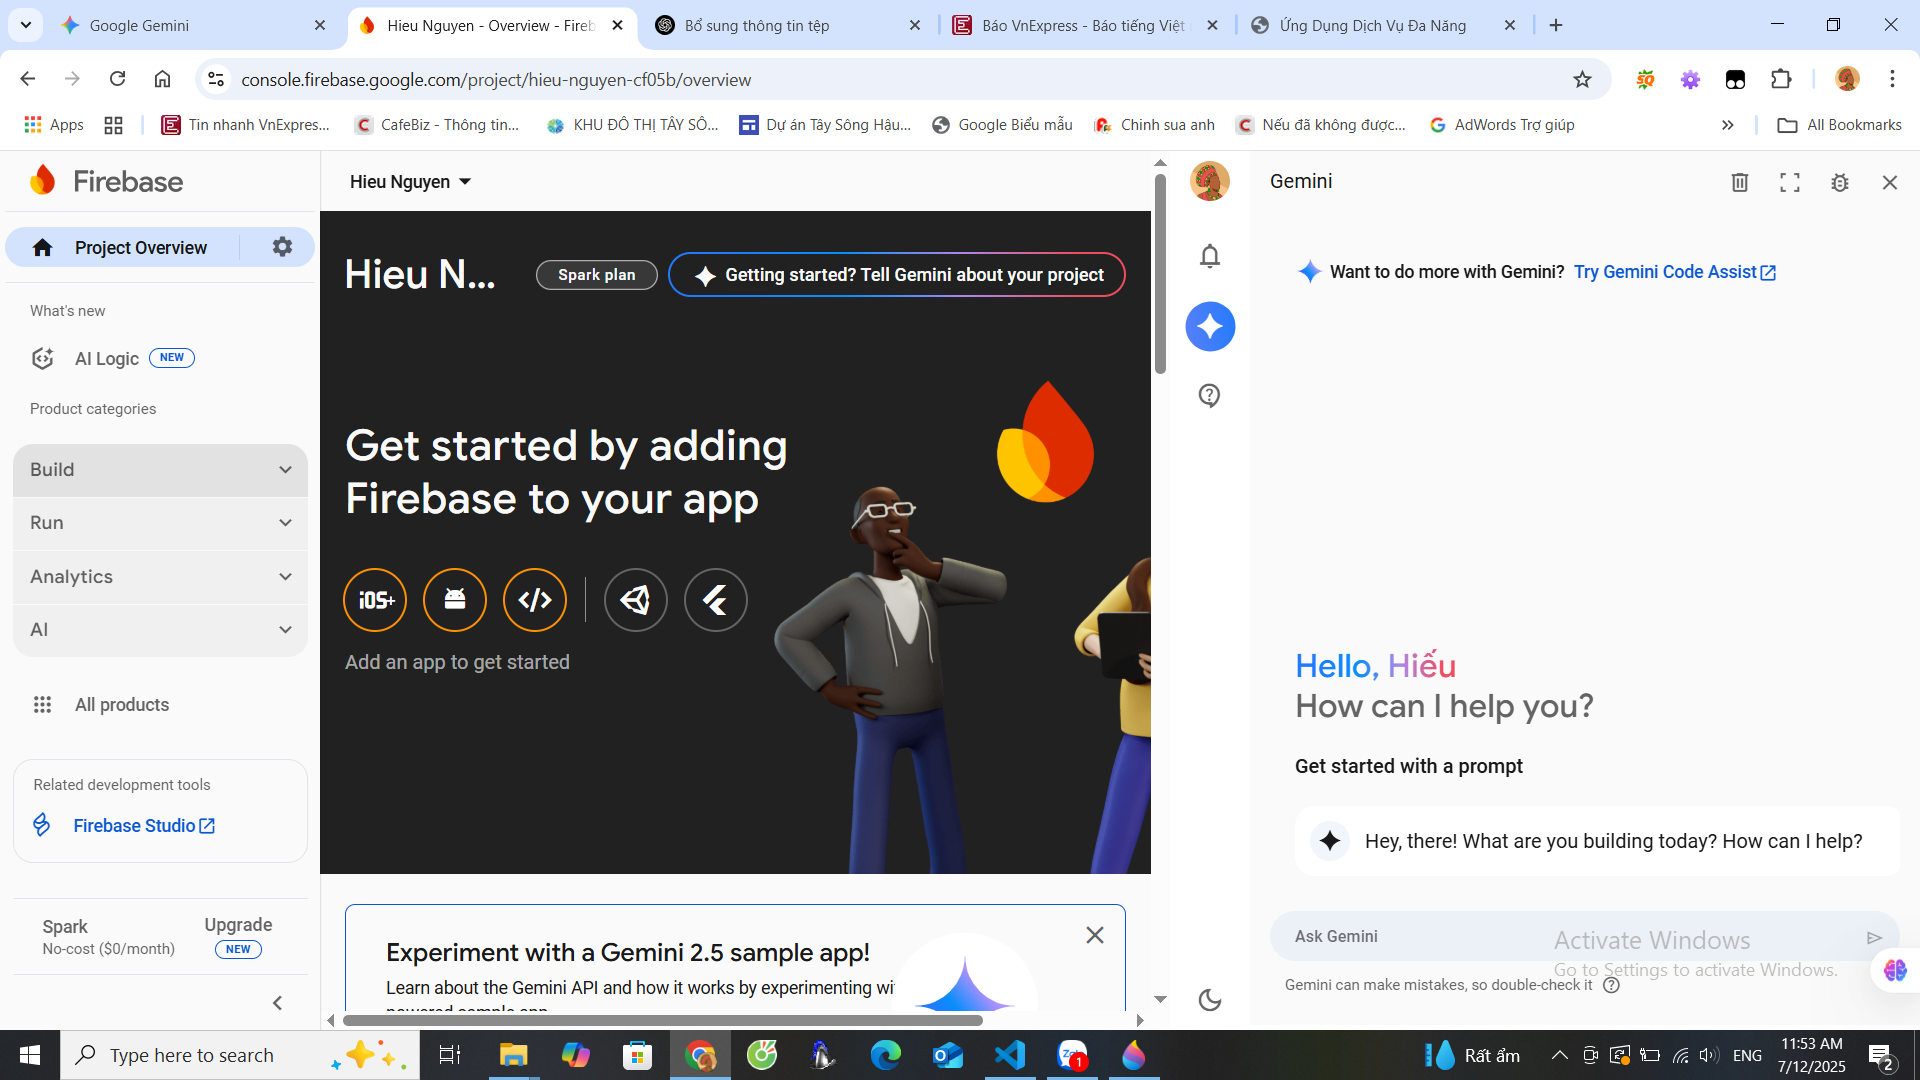 Google Gemini
Hieu Nguyen - Overview - Fireb
Bổ sung thông tin tệp
Báo VnExpress - Báo tiếng Việt
Ứng Dụng Dịch Vụ Đa Năng
console.firebase.google.com/project/hieu-nguyen-cf05b/overview
Apps
Tin nhanh VnExpres...
CafeBiz - Thông tin...
KHU ĐÔ THỊ TÂY SÔ...
Dự án Tây Sông Hậu...
Google Biểu mẫu
Chinh sua anh
Nếu đã không được...
AdWords Trợ giúp
All Bookmarks
Firebase
Project Overview
What's new
AI Logic
NEW
Product categories
Build
Run
Analytics
AI
All products
Related development tools
Firebase Studio
Spark
No-cost ($0/month)
Upgrade
NEW
Hieu Nguyen
Hieu N...
Spark plan
Getting started? Tell Gemini about your project
Get started by adding
Firebase to your app
iOS+
Add an app to get started
Experiment with a Gemini 2.5 sample app!
Learn about the Gemini API and how it works by experimenting wi
Gemini
Want to do more with Gemini? Try Gemini Code Assist
Hello, Hiếu
How can I help you?
Get started with a prompt
Hey, there! What are you building today? How can I help?
Ask Gemini
Activate Windows
Go to Settings to activate Windows.
Gemini can make mistakes, so double-check it
Type here to search
Zalo
1
Rất ẩm
ENG
11:53 AM
7/12/2025
2